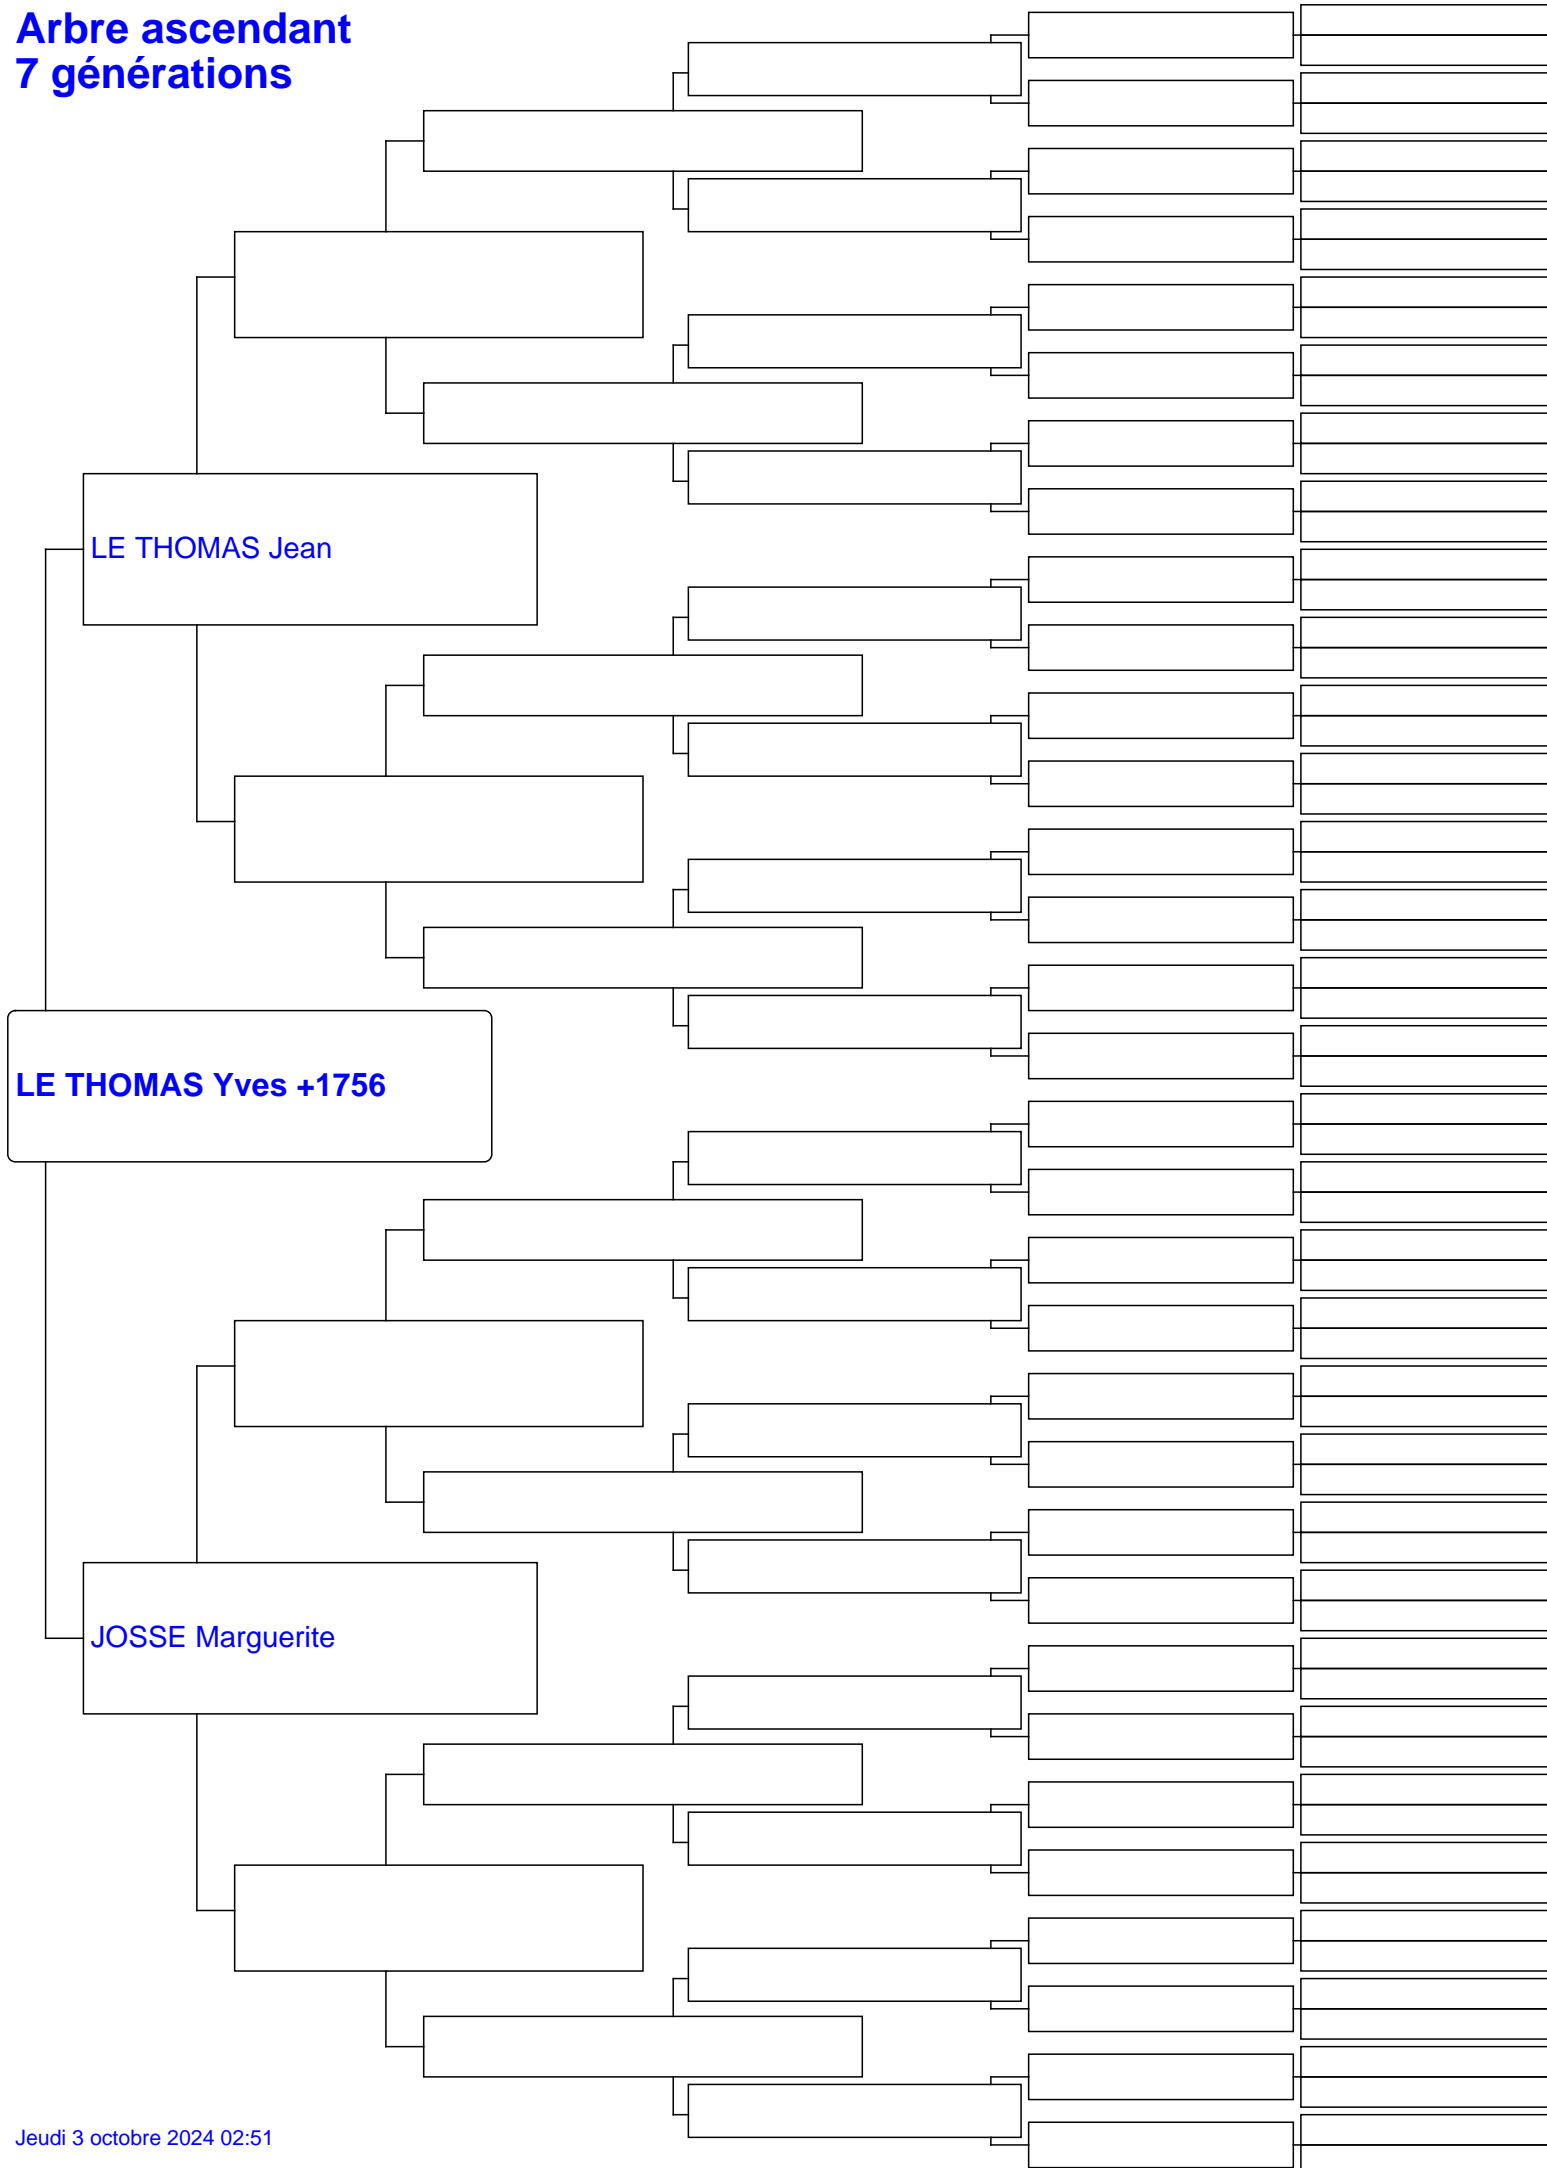 Arbre ascendant
7 générations
LE THOMAS Jean
LE THOMAS Yves +1756
JOSSE Marguerite
Jeudi 3 octobre 2024 02:51